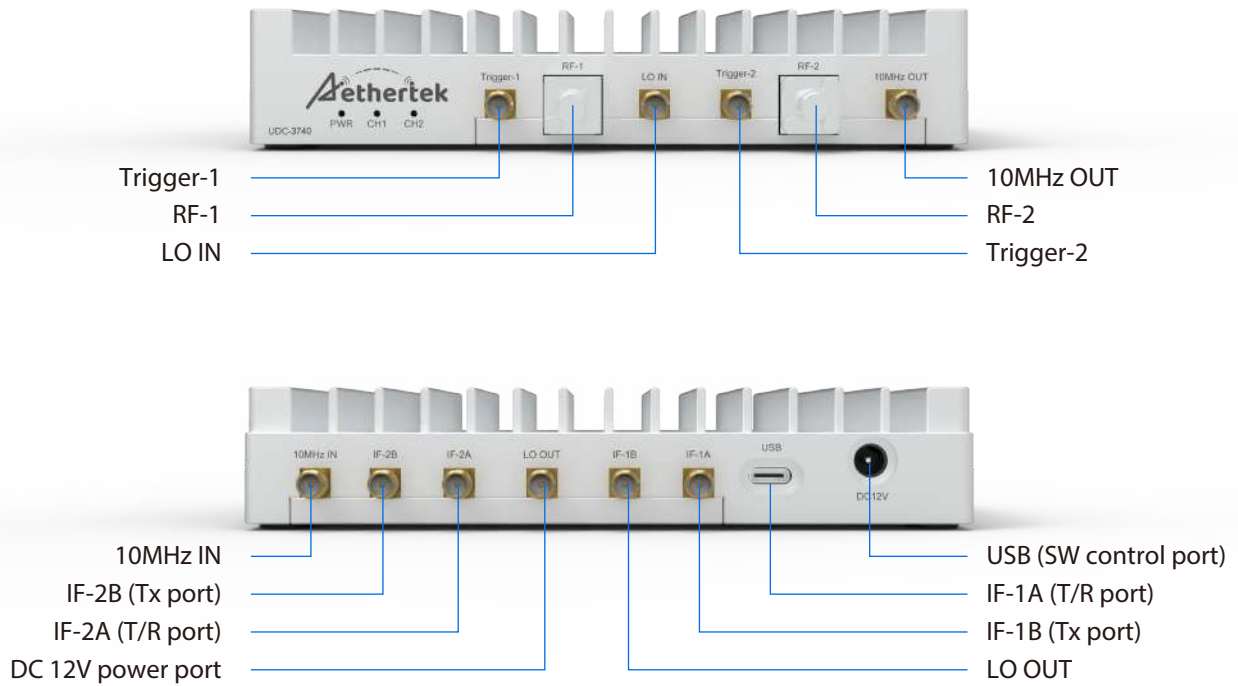 Trigger-1
RF-1
LO IN
Trigger-2
RF-2
10MHz OUT
Aethertek
PWR CH1 CH2
UDC-3740
Trigger-1
RF-1
LO IN
10MHz OUT
RF-2
Trigger-2
10MHz IN
IF-2B
IF-2A
LO OUT
IF-1B
IF-1A
USB
DC12V
10MHz IN
IF-2B (Tx port)
IF-2A (T/R port)
DC 12V power port
USB (SW control port)
IF-1A (T/R port)
IF-1B (Tx port)
LO OUT